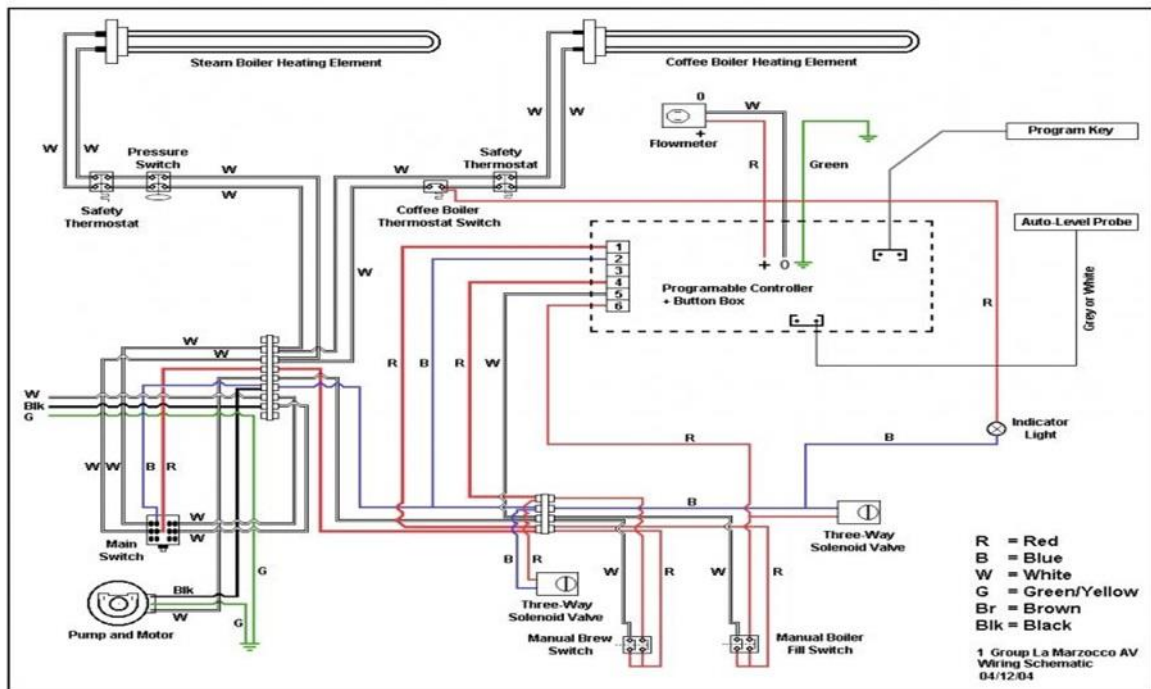 Steam Boiler Heating Element
Coffee Boiler Heating Element
W
W
W
W
0
W
+
Flowmeter
R
Green
Program Key
Pressure
Switch
W
W
Safety
Thermostat
Safety
Thermostat
W
Coffee Boiler
Thermostat Switch
Auto-Level Probe
1
2
3
4
5
6
+ 0
Programable Controller
+ Button Box
W
R
Grey or White
W
W
R
B
R
W
W
Blk
G
R
B
Indicator
Light
W W B R
W
W
Main
Switch
B
Three-Way
Solenoid Valve
G
B
R
W
R
W
R
Three-Way
Solenoid Valve
Blk
W
G
Pump and Motor
Manual Brew
Switch
Manual Boiler
Fill Switch
R = Red
B = Blue
W = White
G = Green/Yellow
Br = Brown
Blk = Black
1 Group La Marzocco AV
Wiring Schematic
04/12/04